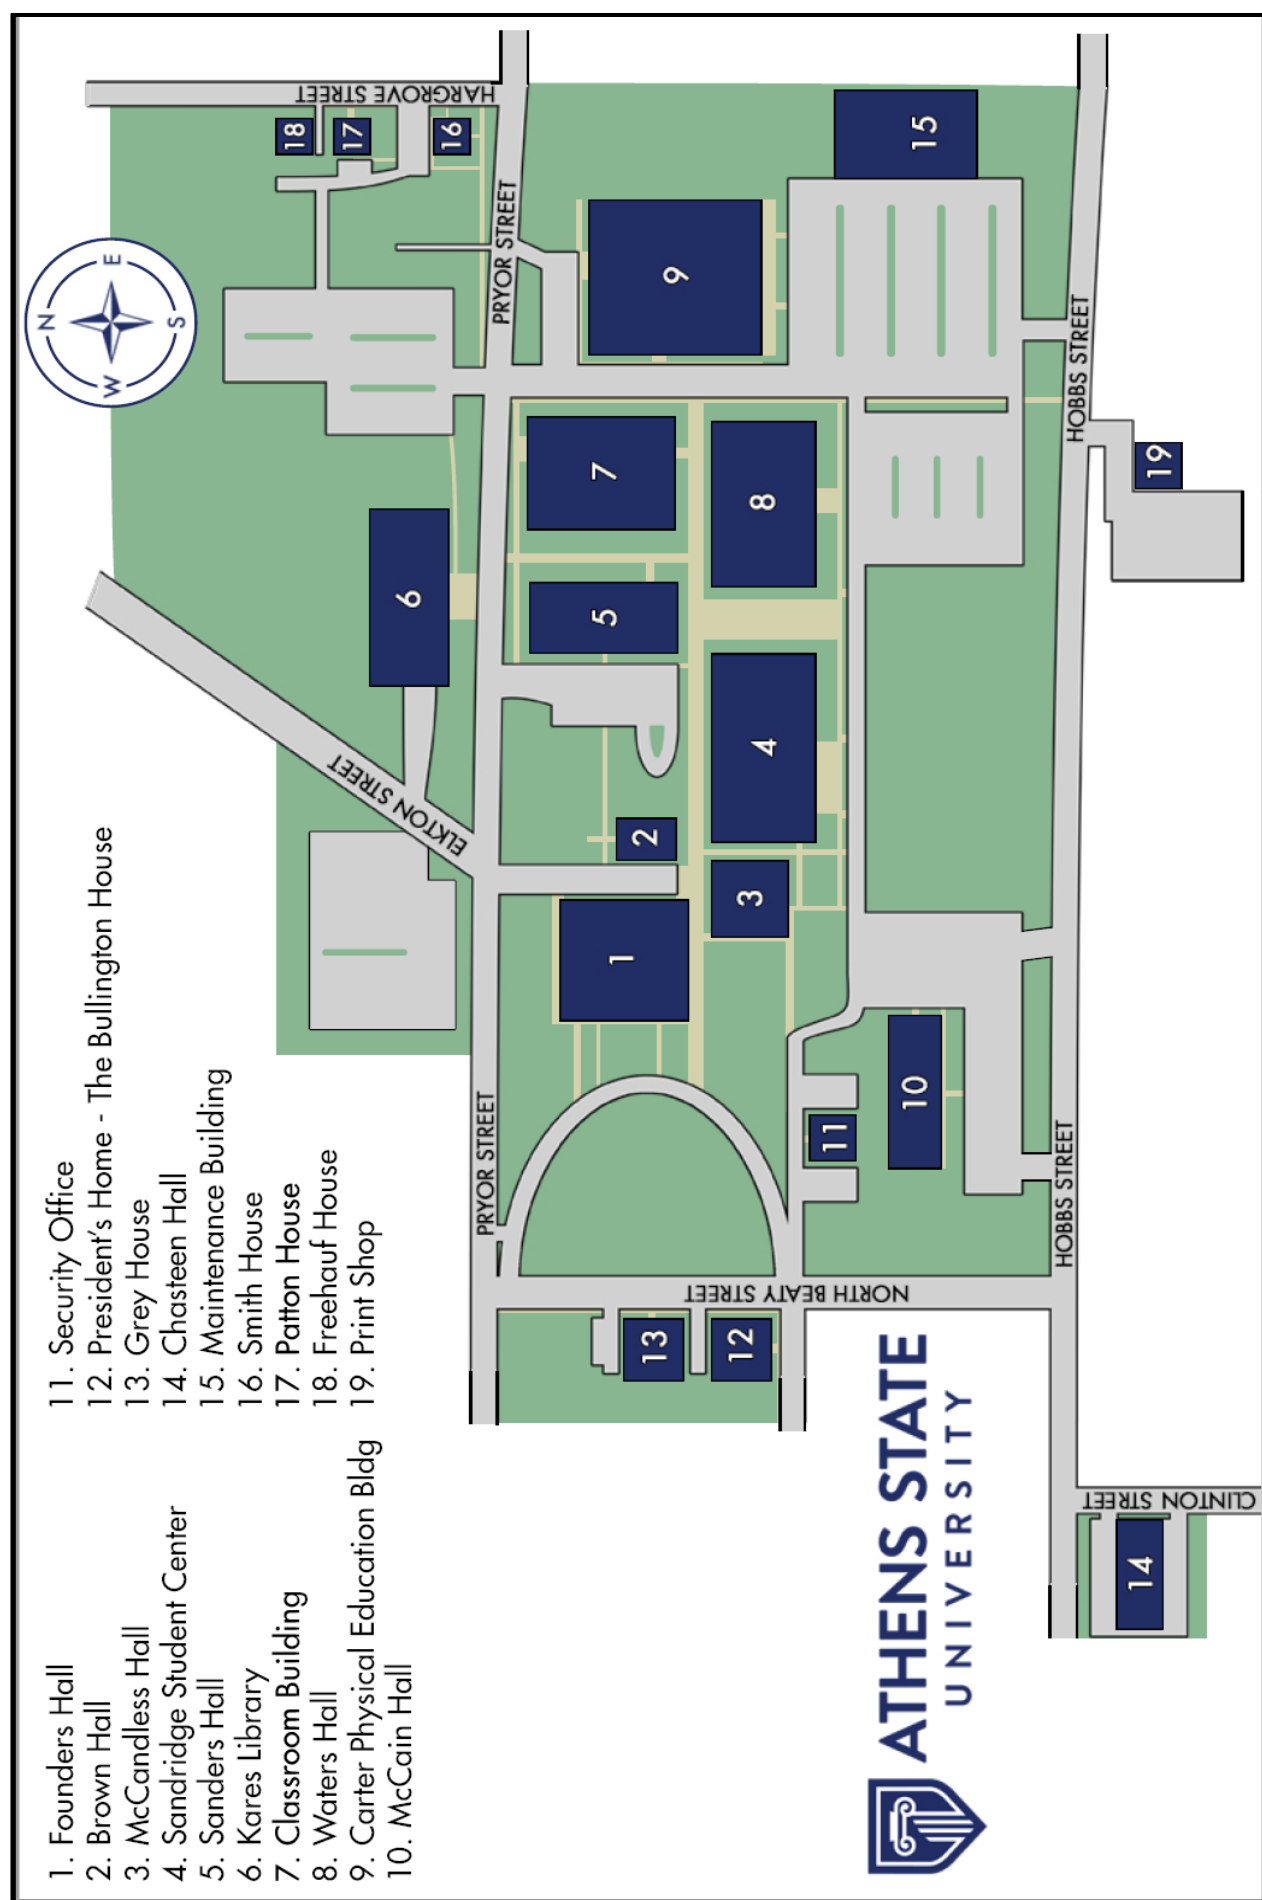 1. Founders Hall
2. Brown Hall
3. McCandless Hall
4. Sandridge Student Center
5. Sanders Hall
6. Kares Library
7. Classroom Building
8. Waters Hall
9. Carter Physical Education Bldg
10. McCain Hall
11. Security Office
12. President's Home - The Bullington House
13. Grey House
14. Chasteen Hall
15. Maintenance Building
16. Smith House
17. Patton House
18. Freehauf House
19. Print Shop
N
E
S
W
HARGROVE STREET
18
17
16
PRYOR STREET
15
9
HOBBS STREET
19
7
8
6
5
4
ELKTON STREET
2
3
1
10
11
PRYOR STREET
HOBBS STREET
NORTH BEATY STREET
13
12
CLINTON STREET
14
ATHENS STATE
UNIVERSITY